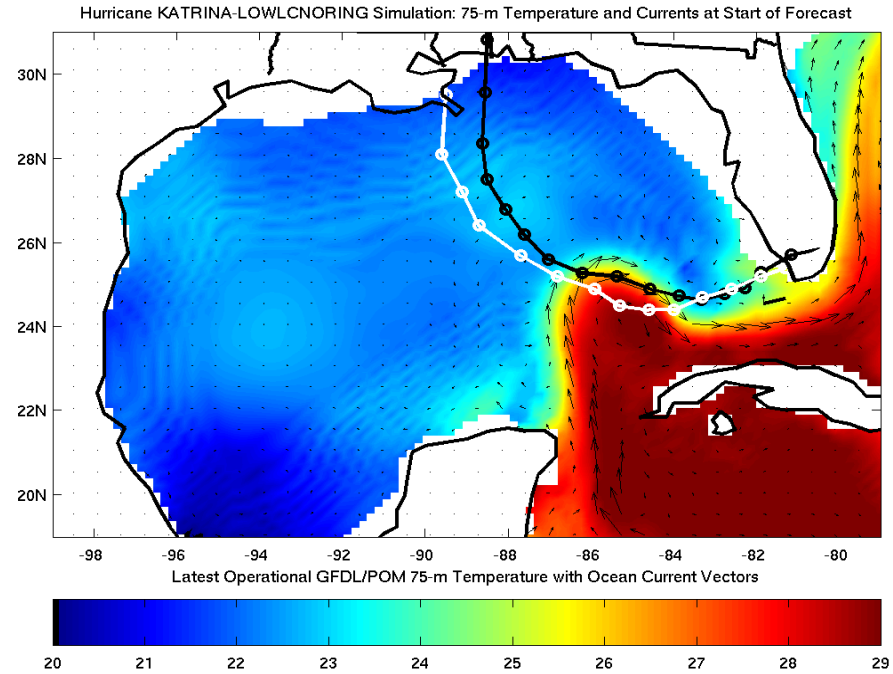 Hurricane KATRINA-LOWLCNORING Simulation: 75-m Temperature and Currents at Start of Forecast
30N
28N
26N
24N
22N
20N
-98 -96 -94 -92 -90 -88 -86 -84 -82 -80
Latest Operational GFDL/POM 75-m Temperature with Ocean Current Vectors
20 21 22 23 24 25 26 27 28 29